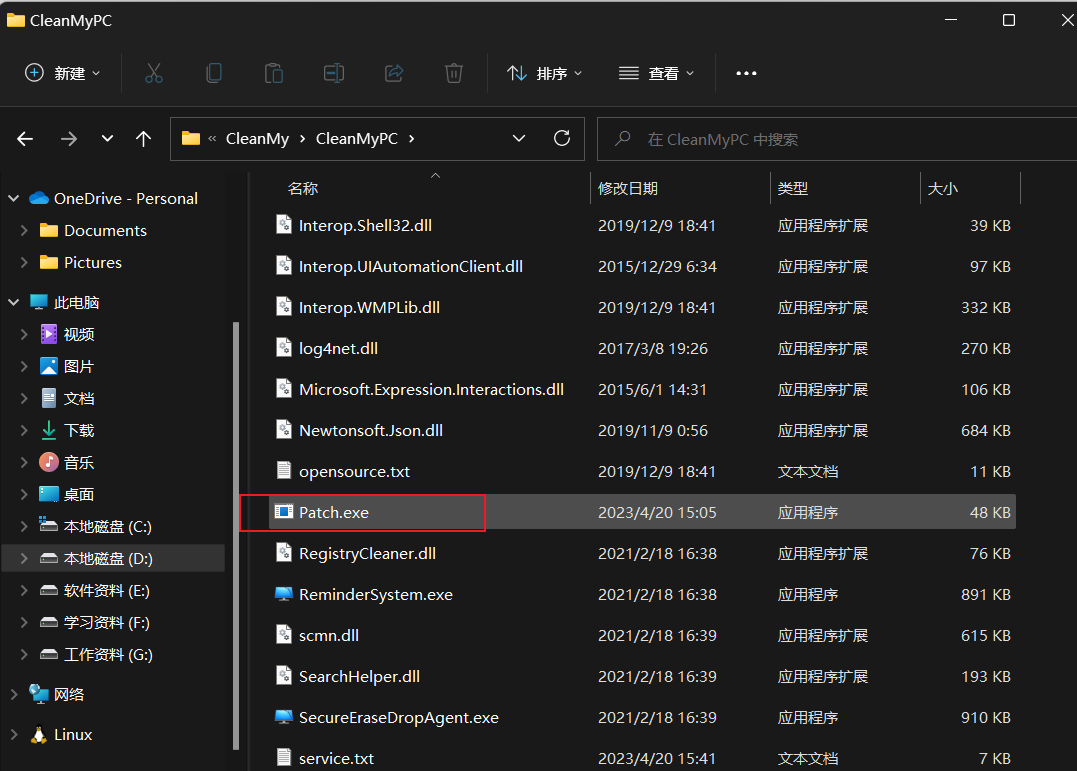 CleanMyPC
新建 排序 查看
« CleanMy › CleanMyPC › 在 CleanMyPC 中搜索
OneDrive - Personal
Documents
Pictures
此电脑
视频
图片
文档
下载
音乐
桌面
本地磁盘 (C:)
本地磁盘 (D:)
软件资料 (E:)
学习资料 (F:)
工作资料 (G:)
网络
Linux
名称 修改日期 类型 大小
Interop.Shell32.dll 2019/12/9 18:41 应用程序扩展 39 KB
Interop.UIAutomationClient.dll 2015/12/29 6:34 应用程序扩展 97 KB
Interop.WMPLib.dll 2019/12/9 18:41 应用程序扩展 332 KB
log4net.dll 2017/3/8 19:26 应用程序扩展 270 KB
Microsoft.Expression.Interactions.dll 2015/6/1 14:31 应用程序扩展 106 KB
Newtonsoft.Json.dll 2019/11/9 0:56 应用程序扩展 684 KB
opensource.txt 2019/12/9 18:41 文本文档 11 KB
Patch.exe 2023/4/20 15:05 应用程序 48 KB
RegistryCleaner.dll 2021/2/18 16:38 应用程序扩展 76 KB
ReminderSystem.exe 2021/2/18 16:38 应用程序 891 KB
scmn.dll 2021/2/18 16:39 应用程序扩展 615 KB
SearchHelper.dll 2021/2/18 16:39 应用程序扩展 193 KB
SecureEraseDropAgent.exe 2021/2/18 16:39 应用程序 910 KB
service.txt 2023/4/20 15:41 文本文档 7 KB